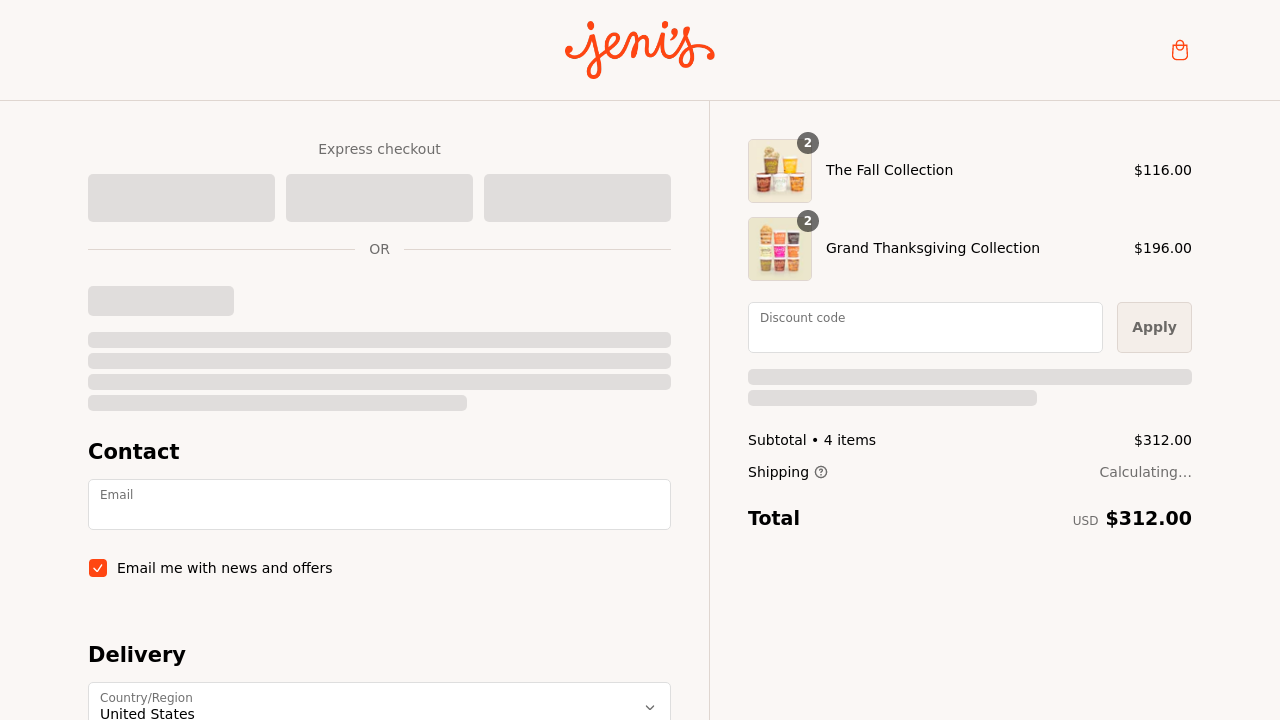 jeni's
Express checkout
OR
Contact
Email
Email me with news and offers
Delivery
Country/Region
United States
2
The Fall Collection
$116.00
2
Grand Thanksgiving Collection
$196.00
Discount code
Apply
Subtotal • 4 items
$312.00
Shipping
Calculating...
Total
USD $312.00